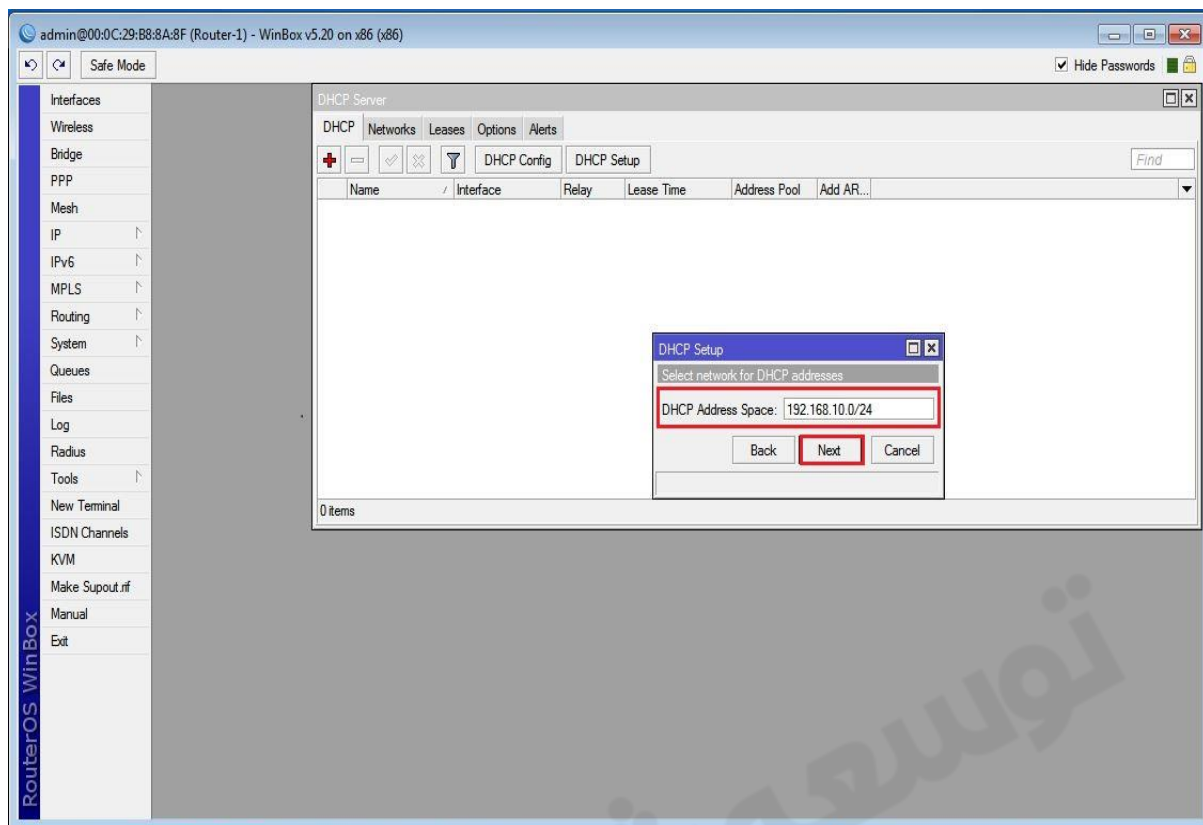 admin@00:0C:29:B8:8A:8F (Router-1) - WinBox v5.20 on x86 (x86)
Safe Mode
Hide Passwords
Interfaces
Wireless
Bridge
PPP
Mesh
IP
IPv6
MPLS
Routing
System
Queues
Files
Log
Radius
Tools
New Terminal
ISDN Channels
KVM
Make Supout.rif
Manual
Exit
RouterOS WinBox
DHCP Server
DHCP Networks Leases Options Alerts
DHCP Config DHCP Setup Find
Name Interface Relay Lease Time Address Pool Add AR...
DHCP Setup
Select network for DHCP addresses
DHCP Address Space: 192.168.10.0/24
Back Next Cancel
0 items
توسعه